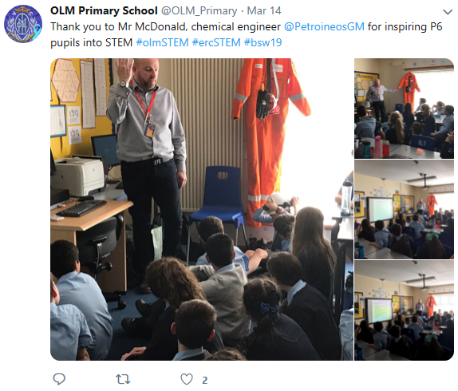 OLM Primary School @OLM_Primary · Mar 14
Thank you to Mr McDonald, chemical engineer @PetroineosGM for inspiring P6
pupils into STEM #olmSTEM #ercSTEM #bsw19
2